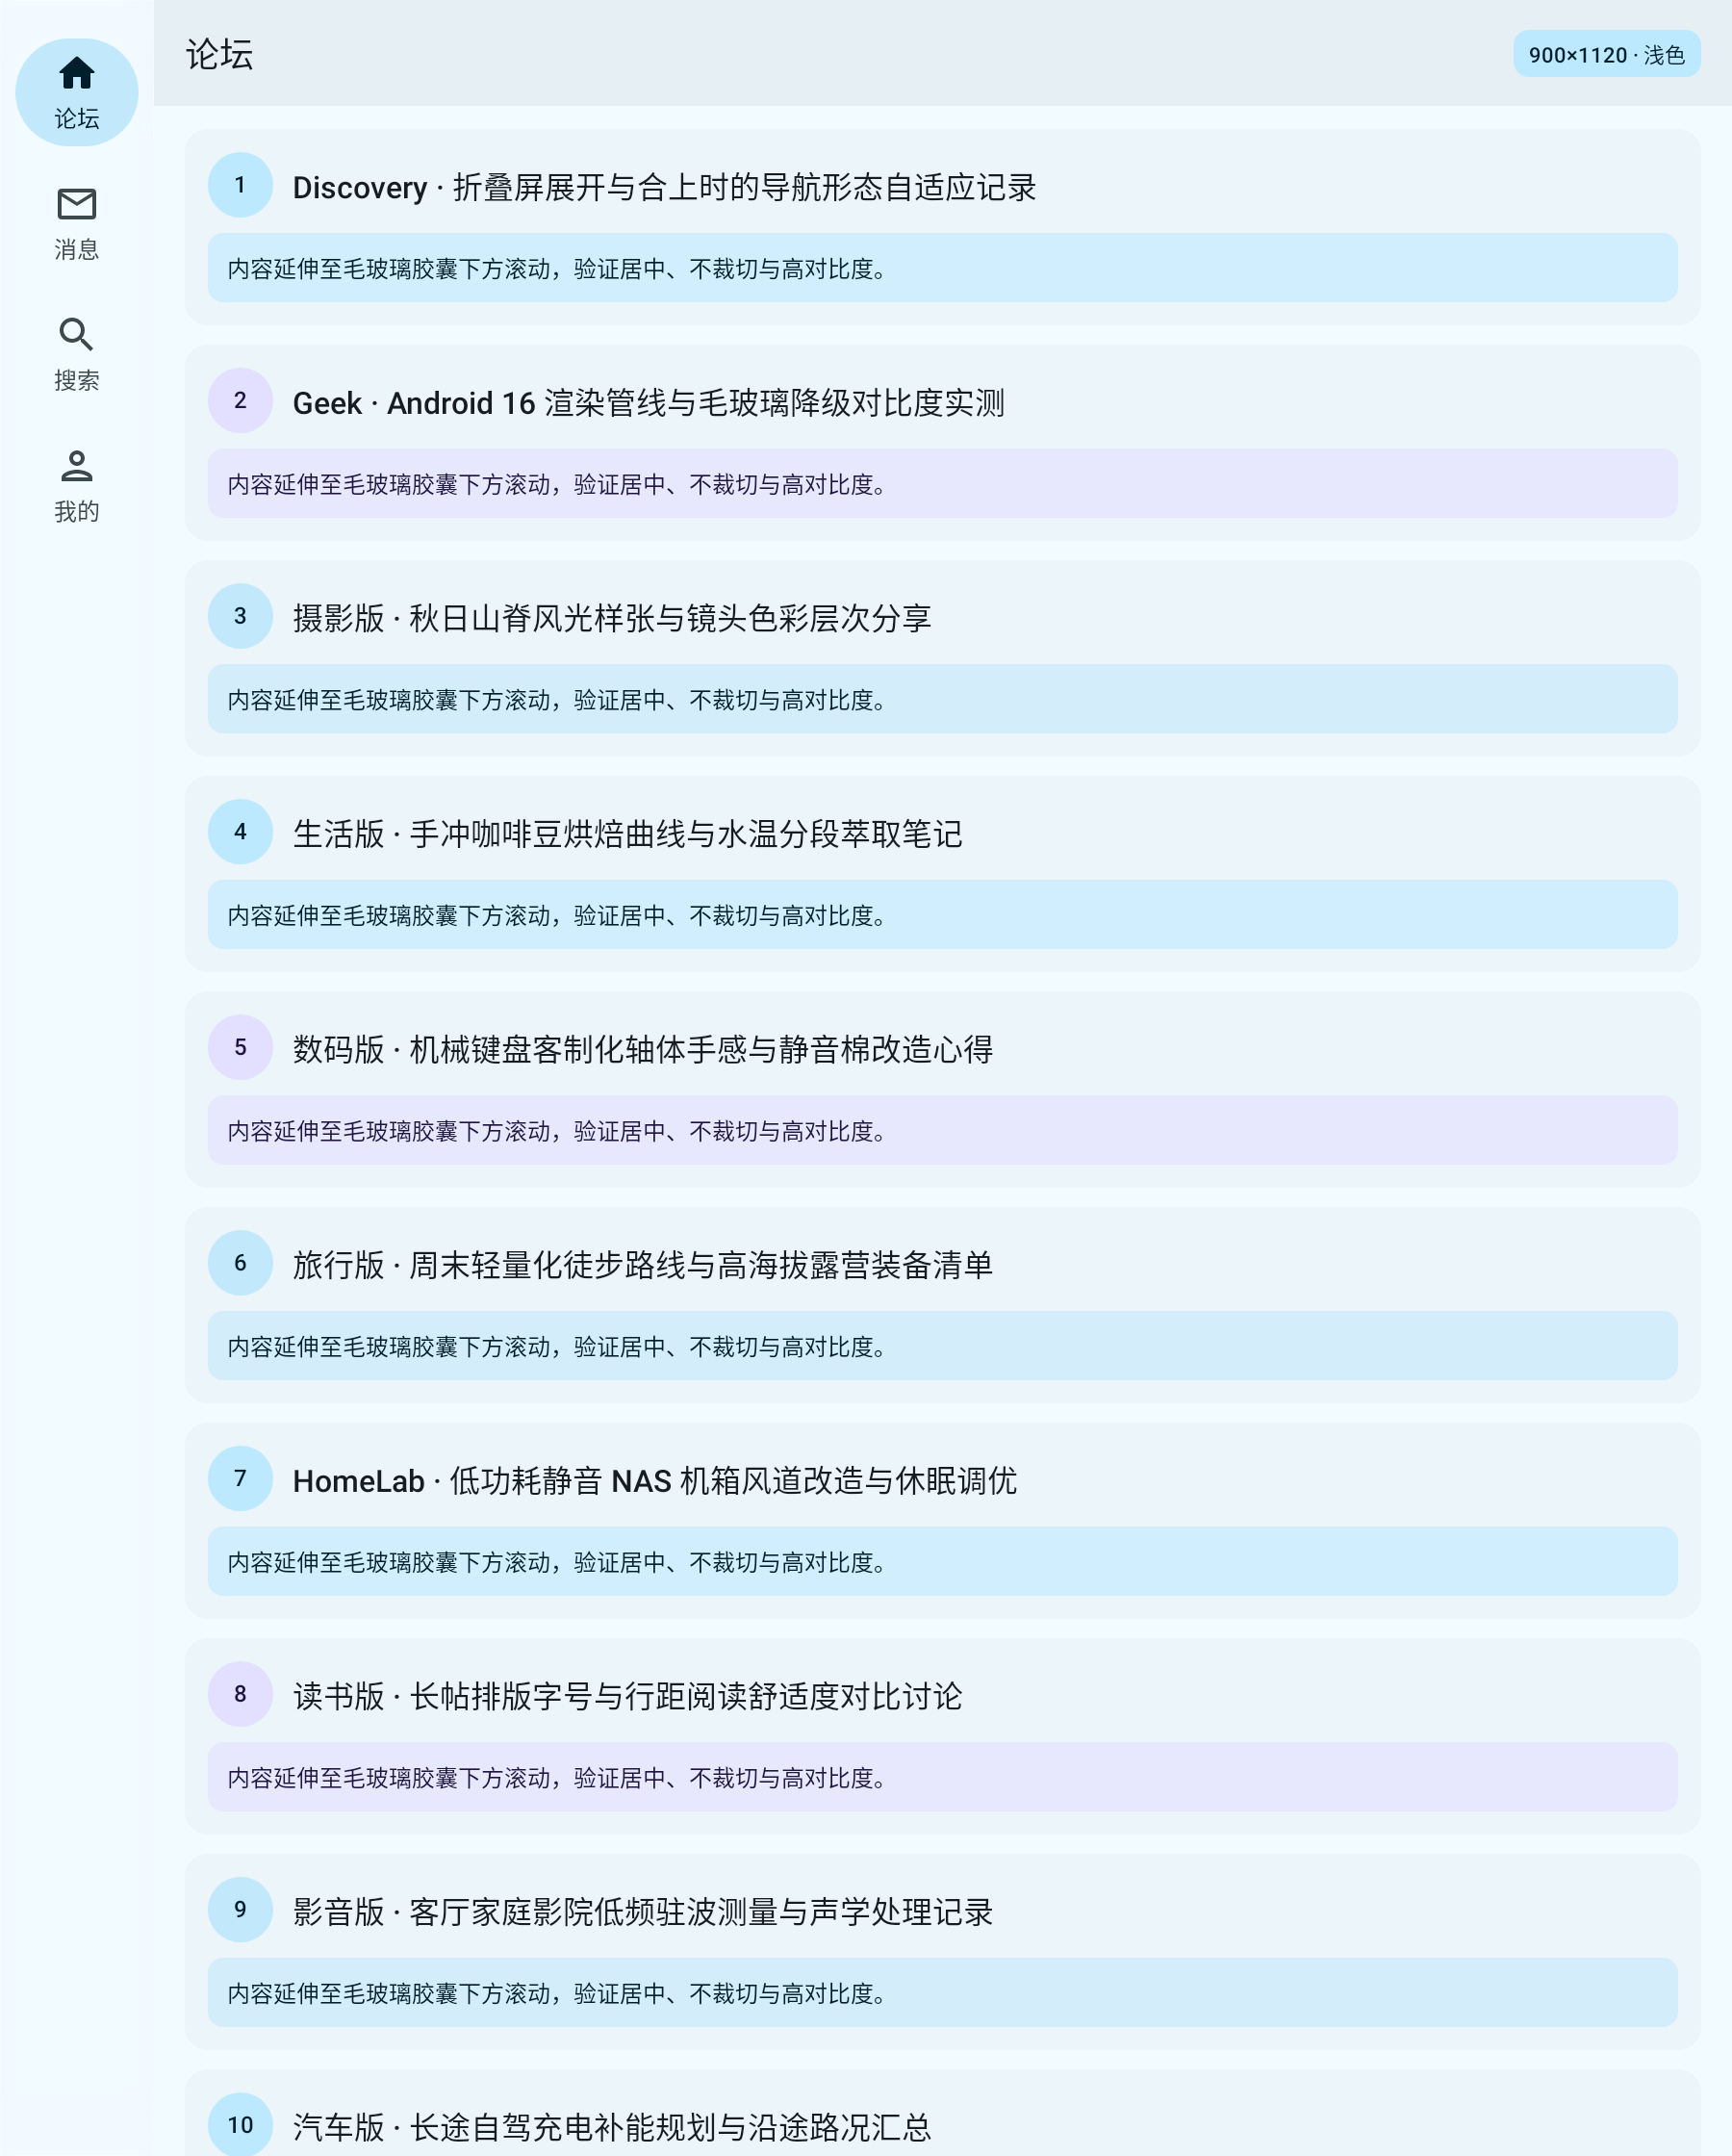 论坛
消息
搜索
我的
论坛
900×1120 · 浅色
1
Discovery · 折叠屏展开与合上时的导航形态自适应记录
内容延伸至毛玻璃胶囊下方滚动，验证居中、不裁切与高对比度。
2
Geek · Android 16 渲染管线与毛玻璃降级对比度实测
内容延伸至毛玻璃胶囊下方滚动，验证居中、不裁切与高对比度。
3
摄影版 · 秋日山脊风光样张与镜头色彩层次分享
内容延伸至毛玻璃胶囊下方滚动，验证居中、不裁切与高对比度。
4
生活版 · 手冲咖啡豆烘焙曲线与水温分段萃取笔记
内容延伸至毛玻璃胶囊下方滚动，验证居中、不裁切与高对比度。
5
数码版 · 机械键盘客制化轴体手感与静音棉改造心得
内容延伸至毛玻璃胶囊下方滚动，验证居中、不裁切与高对比度。
6
旅行版 · 周末轻量化徒步路线与高海拔露营装备清单
内容延伸至毛玻璃胶囊下方滚动，验证居中、不裁切与高对比度。
7
HomeLab · 低功耗静音 NAS 机箱风道改造与休眠调优
内容延伸至毛玻璃胶囊下方滚动，验证居中、不裁切与高对比度。
8
读书版 · 长帖排版字号与行距阅读舒适度对比讨论
内容延伸至毛玻璃胶囊下方滚动，验证居中、不裁切与高对比度。
9
影音版 · 客厅家庭影院低频驻波测量与声学处理记录
内容延伸至毛玻璃胶囊下方滚动，验证居中、不裁切与高对比度。
10
汽车版 · 长途自驾充电补能规划与沿途路况汇总